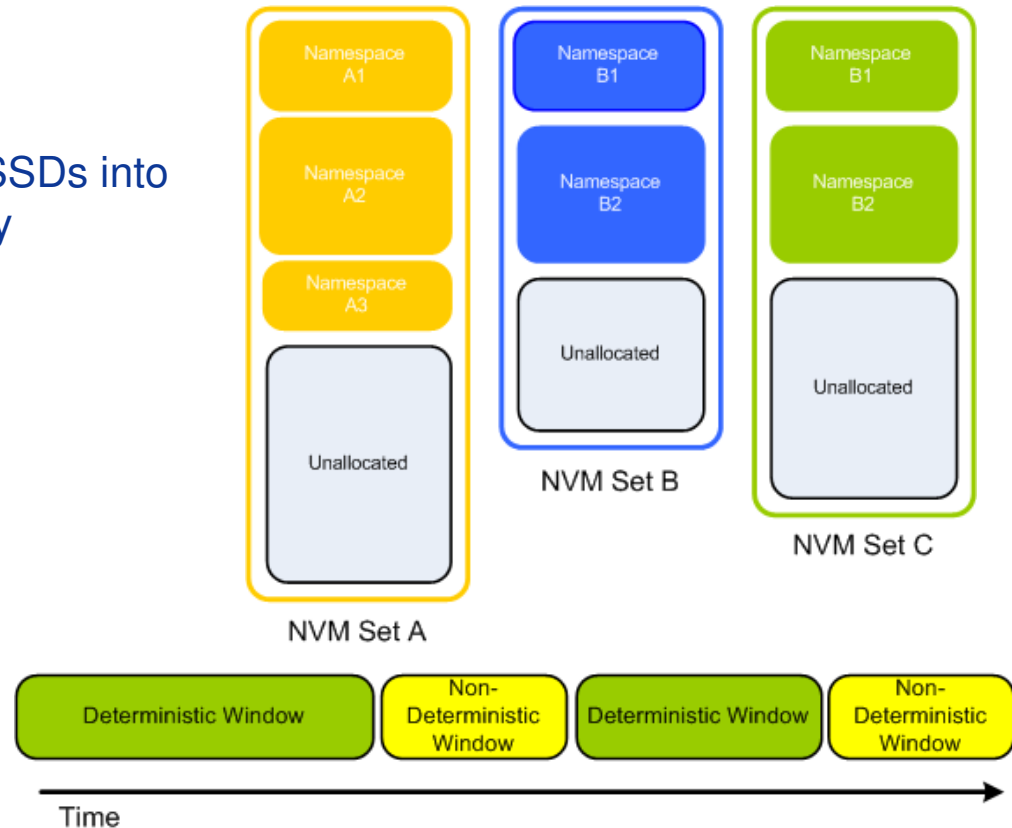 SSDs into
y
Namespace
A1
Namespace
A2
Namespace
A3
Unallocated
NVM Set A
Namespace
B1
Namespace
B2
Unallocated
NVM Set B
Namespace
B1
Namespace
B2
Unallocated
NVM Set C
Deterministic Window
Non-
Deterministic
Window
Deterministic Window
Non-
Deterministic
Window
Time